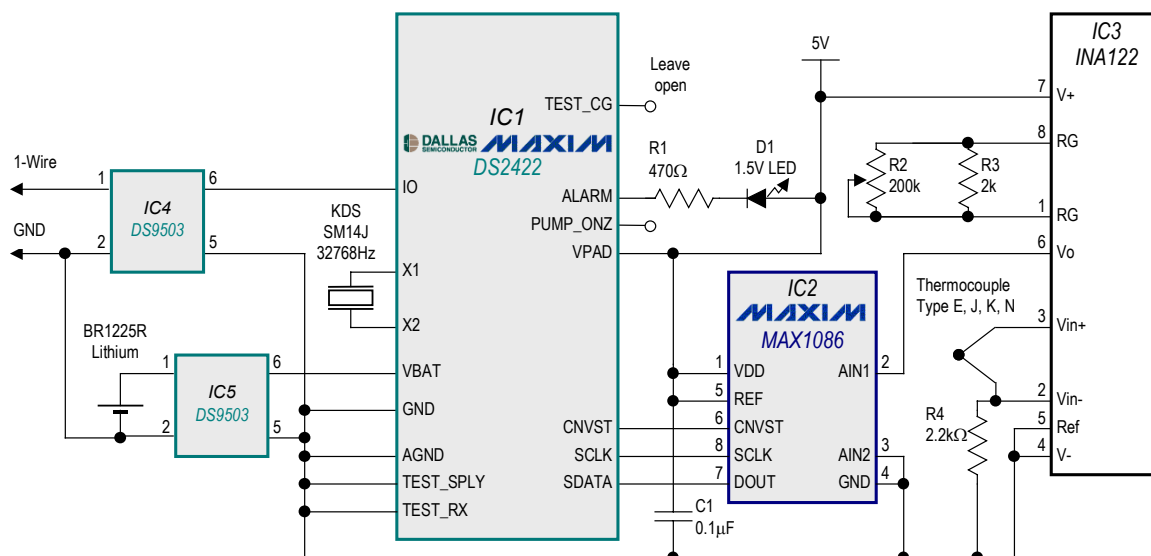 IC3
INA122
5V
Leave
open
7
V+
TEST_CG
IC1
DALLAS
SEMICONDUCTOR
MAXIM
DS2422
8
RG
1-Wire
R1
470Ω
D1
1.5V LED
R2
200k
R3
2k
1
6
IO
ALARM
IC4
DS9503
KDS
SM14J
32768Hz
PUMP_ONZ
1
RG
GND
2
5
VPAD
6
Vo
X1
IC2
MAXIM
MAX1086
Thermocouple
Type E, J, K, N
X2
3
Vin+
BR1225R
Lithium
1
6
VBAT
1
VDD
AIN1
2
IC5
DS9503
5
REF
2
Vin-
GND
R4
2.2kΩ
2
5
CNVST
6
CNVST
5
Ref
AGND
SCLK
8
SCLK
AIN2
3
4
V-
TEST_SPLY
SDATA
7
DOUT
GND
4
TEST_RX
C1
0.1μF